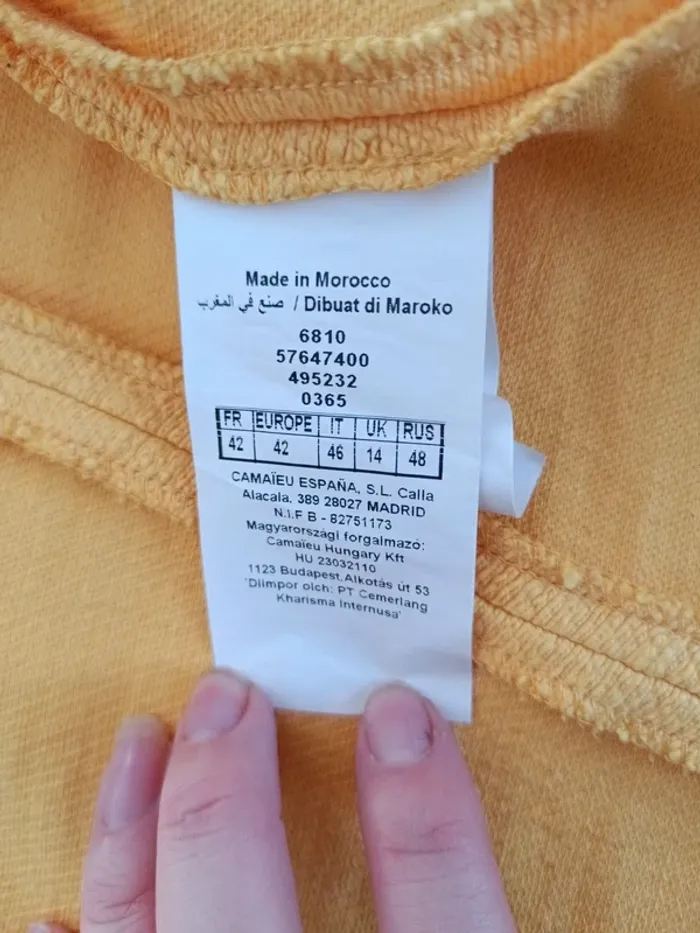 Made in Morocco
صنع في المغرب / Dibuat di Maroko
6810
57647400
495232
0365
FR EUROPE IT UK RUS
42 42 46 14 48
CAMAÏEU ESPAÑA, S.L. Calla
Alacala. 389 28027 MADRID
N.I.F B - 82751173
Magyarországi forgalmazó:
Camaïeu Hungary Kft
HU 23032110
1123 Budapest,Alkotás út 53
'Diimpor olch: PT Cemerlang
Kharisma Internusa'